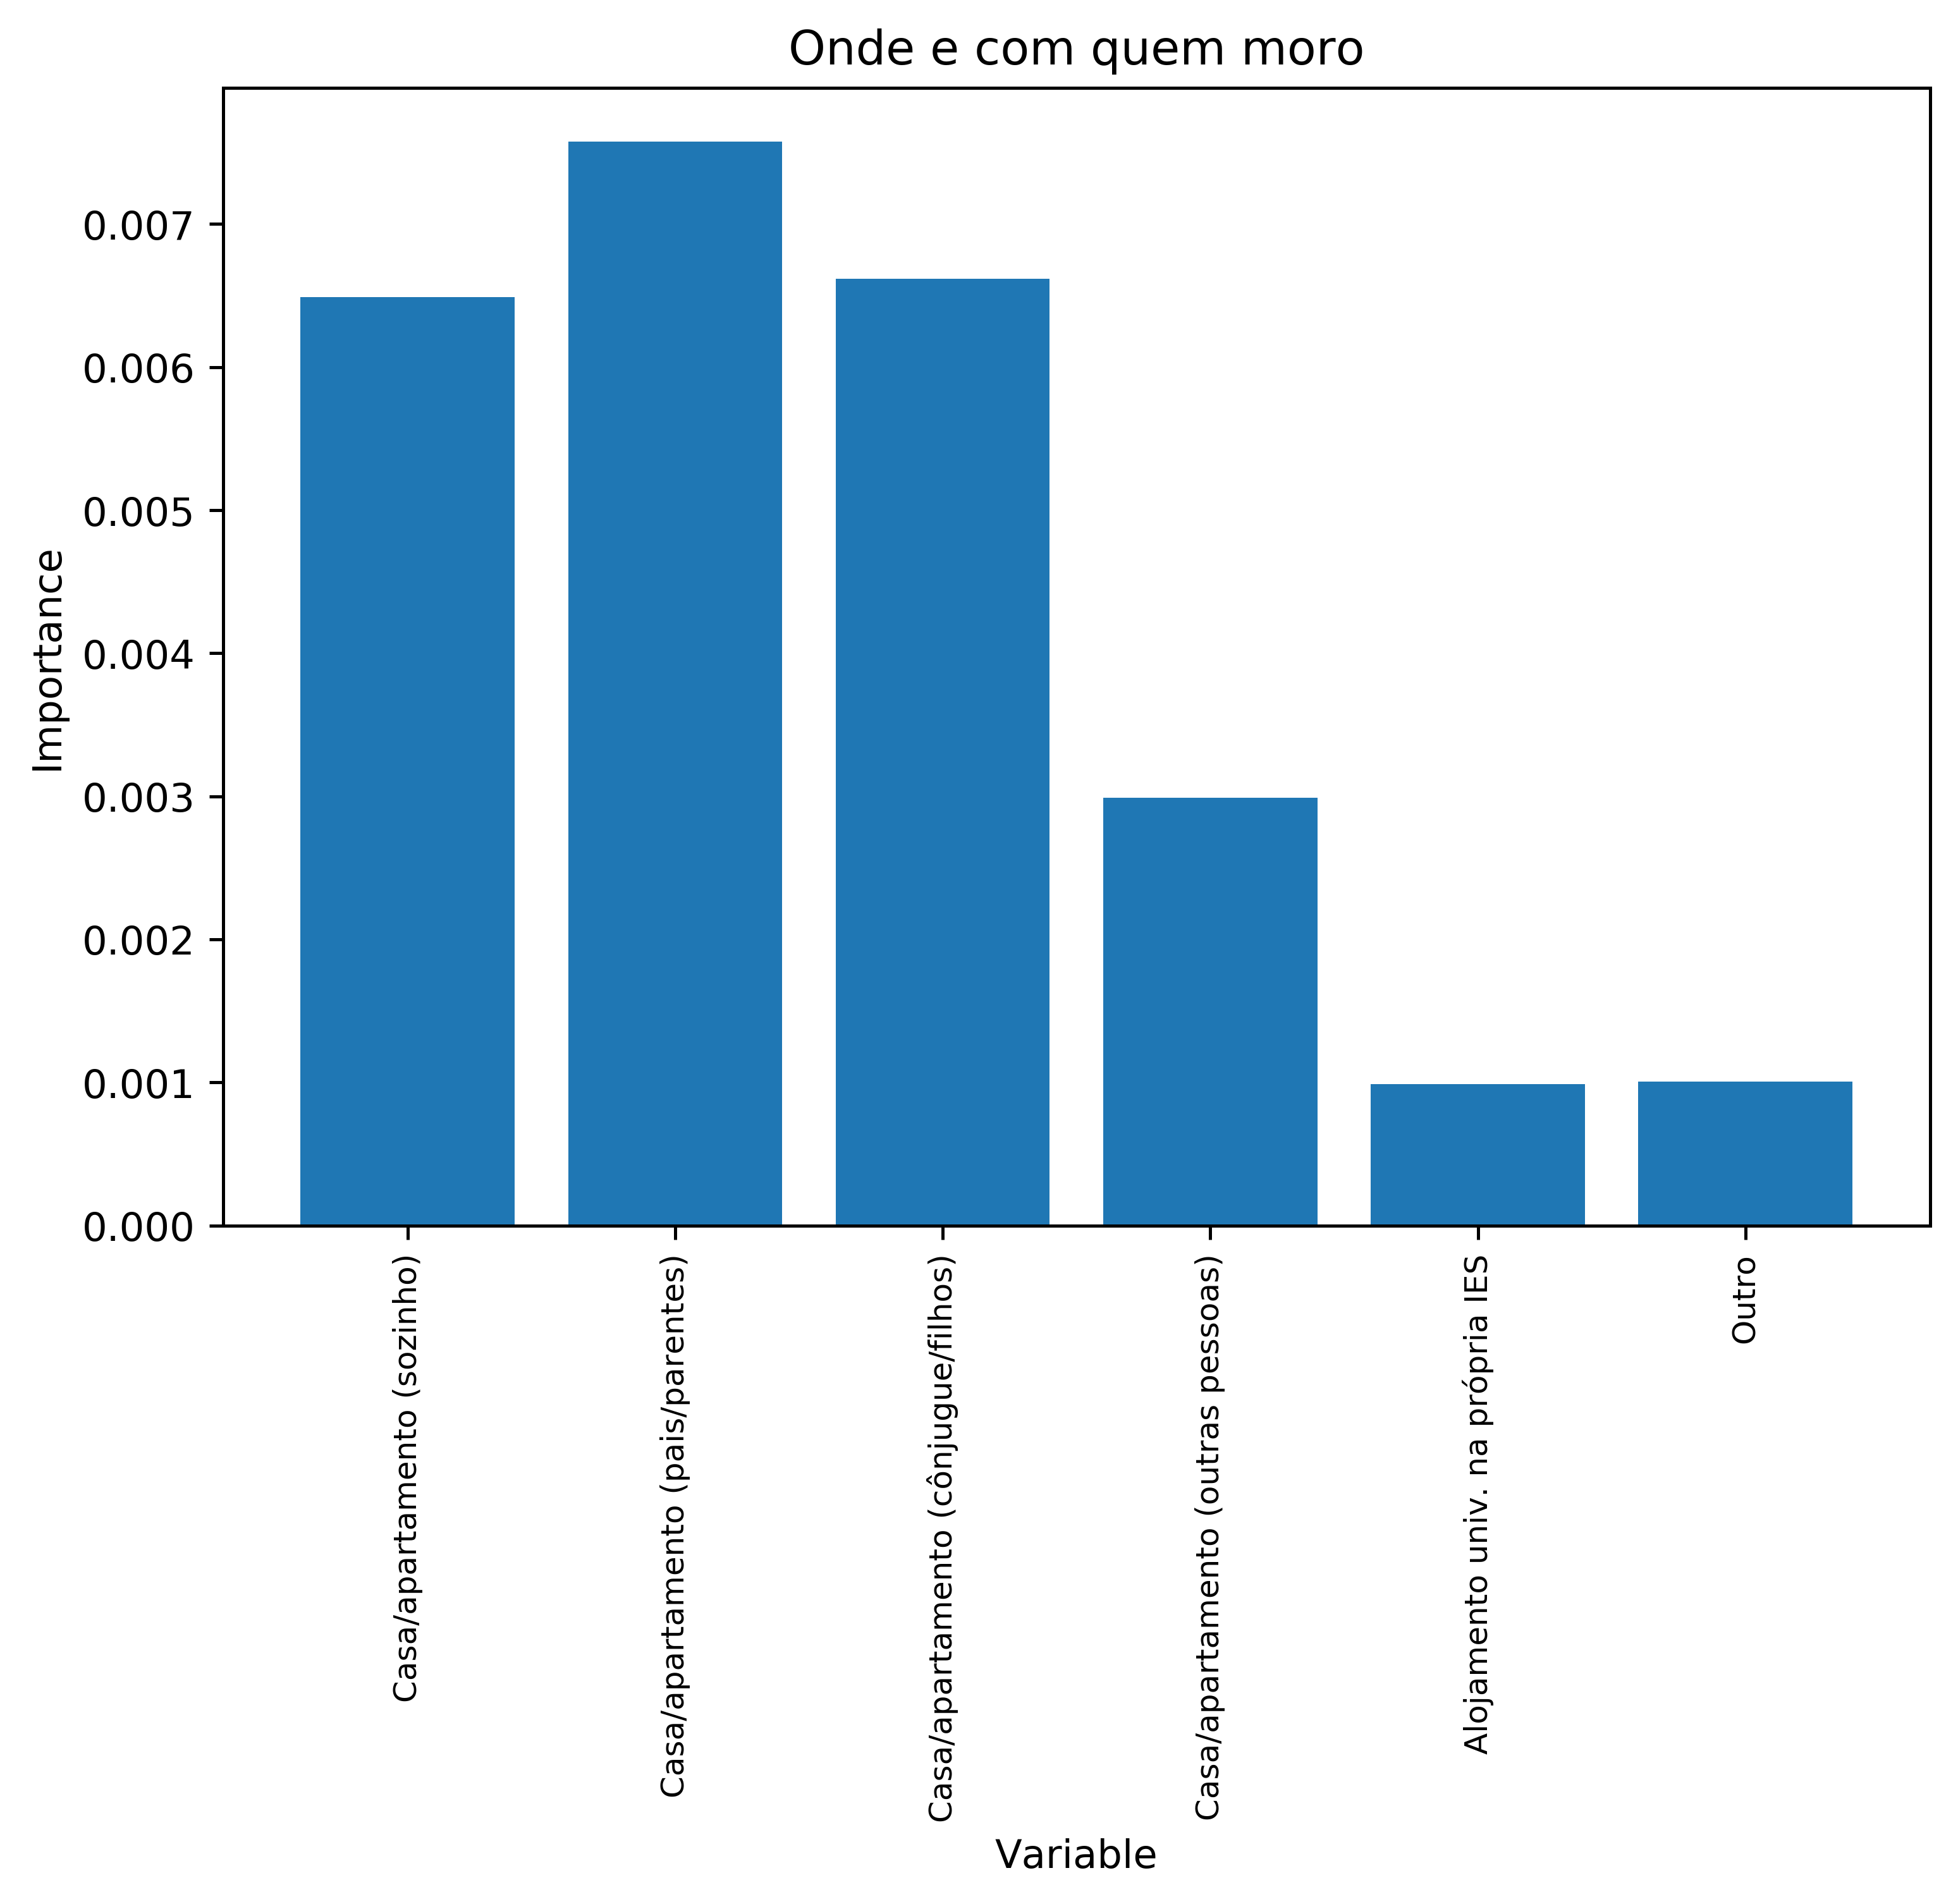 Onde e com quem moro
Importance
0.007
0.006
0.005
0.004
0.003
0.002
0.001
0.000
Casa/apartamento (sozinho)
Casa/apartamento (pais/parentes)
Casa/apartamento (cônjugue/filhos)
Casa/apartamento (outras pessoas)
Alojamento univ. na própria IES
Outro
Variable